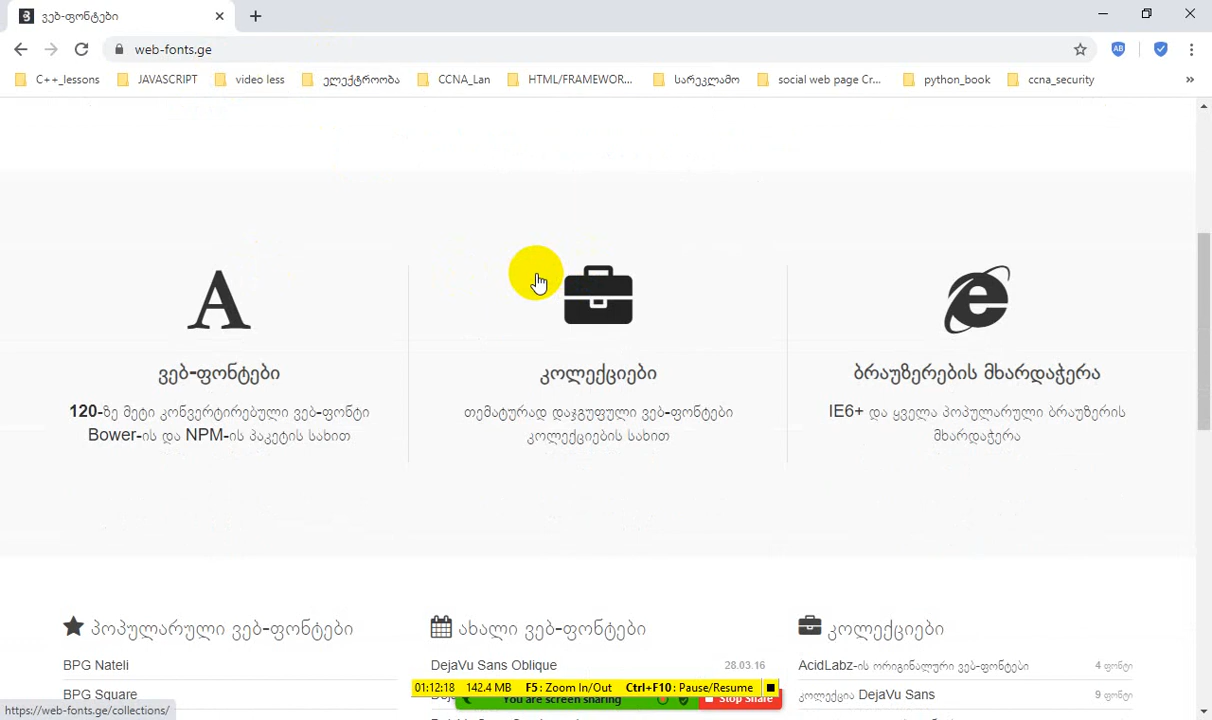 ვებ-ფონტები
web-fonts.ge
C++_lessons
JAVASCRIPT
video less
ელექტროობა
CCNA_Lan
HTML/FRAMEWOR...
სარეკლამო
social web page Cr...
python_book
ccna_security
»
ვებ-ფონტები
120-ზე მეტი კონვერტირებული ვებ-ფონტი
Bower-ის და NPM-ის პაკეტის სახით
კოლექციები
თემატურად დაჯგუფული ვებ-ფონტები
კოლექციების სახით
ბრაუზერების მხარდაჭერა
IE6+ და ყველა პოპულარული ბრაუზერის
მხარდაჭერა
პოპულარული ვებ-ფონტები
BPG Nateli
BPG Square
ახალი ვებ-ფონტები
DejaVu Sans Oblique 28.03.16
კოლექციები
AcidLabz-ის ორიგინალური ვებ-ფონტები 4 ფონტი
კოლექცია DejaVu Sans 9 ფონტი
01:12:18 142.4 MB F5: Zoom In/Out Ctrl+F10: Pause/Resume
You are screen sharing Stop Share
https://web-fonts.ge/collections/